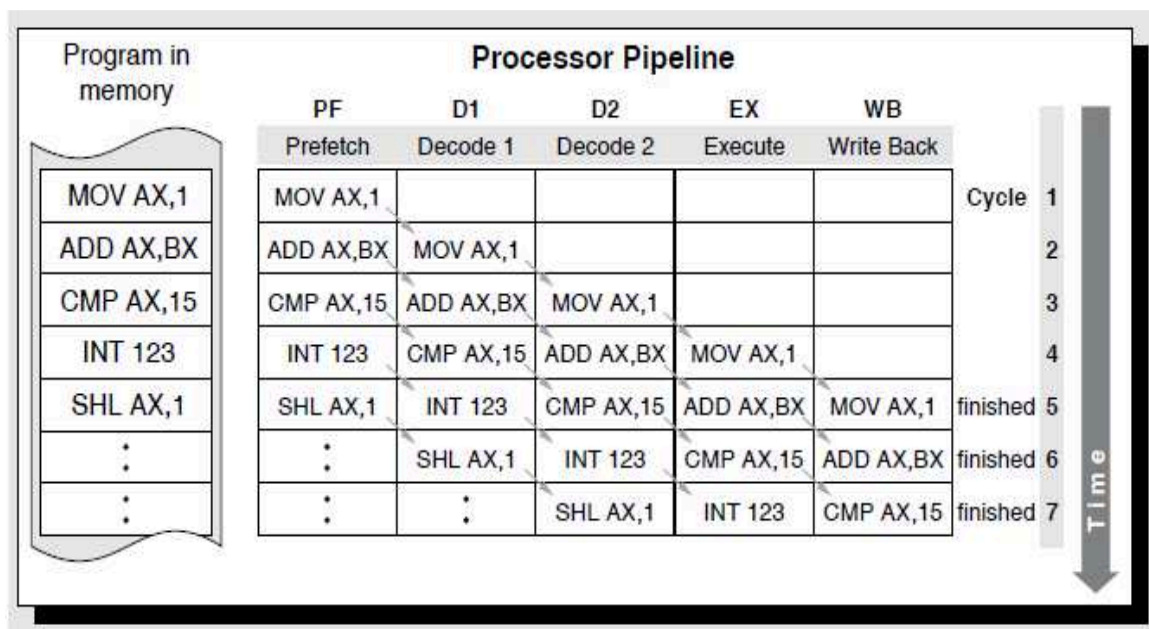 Program in
memory
Processor Pipeline
PF D1 D2 EX WB
Prefetch Decode 1 Decode 2 Execute Write Back
MOV AX,1 MOV AX,1 Cycle 1
ADD AX,BX ADD AX,BX MOV AX,1 2
CMP AX,15 CMP AX,15 ADD AX,BX MOV AX,1 3
INT 123 INT 123 CMP AX,15 ADD AX,BX MOV AX,1 4
SHL AX,1 SHL AX,1 INT 123 CMP AX,15 ADD AX,BX MOV AX,1 finished 5
: : SHL AX,1 INT 123 CMP AX,15 ADD AX,BX finished 6
: : : SHL AX,1 INT 123 CMP AX,15 finished 7
Time